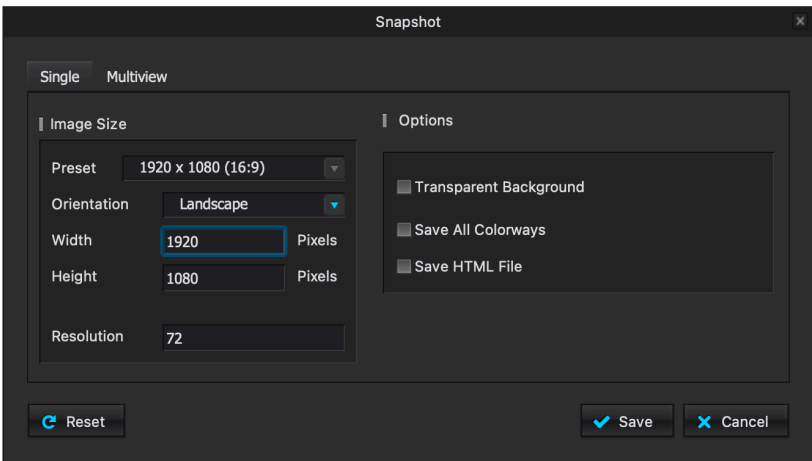 Snapshot
Single Multiview
Image Size
Preset 1920 x 1080 (16:9)
Orientation Landscape
Width 1920 Pixels
Height 1080 Pixels
Resolution 72
Options
Transparent Background
Save All Colorways
Save HTML File
Reset Save Cancel